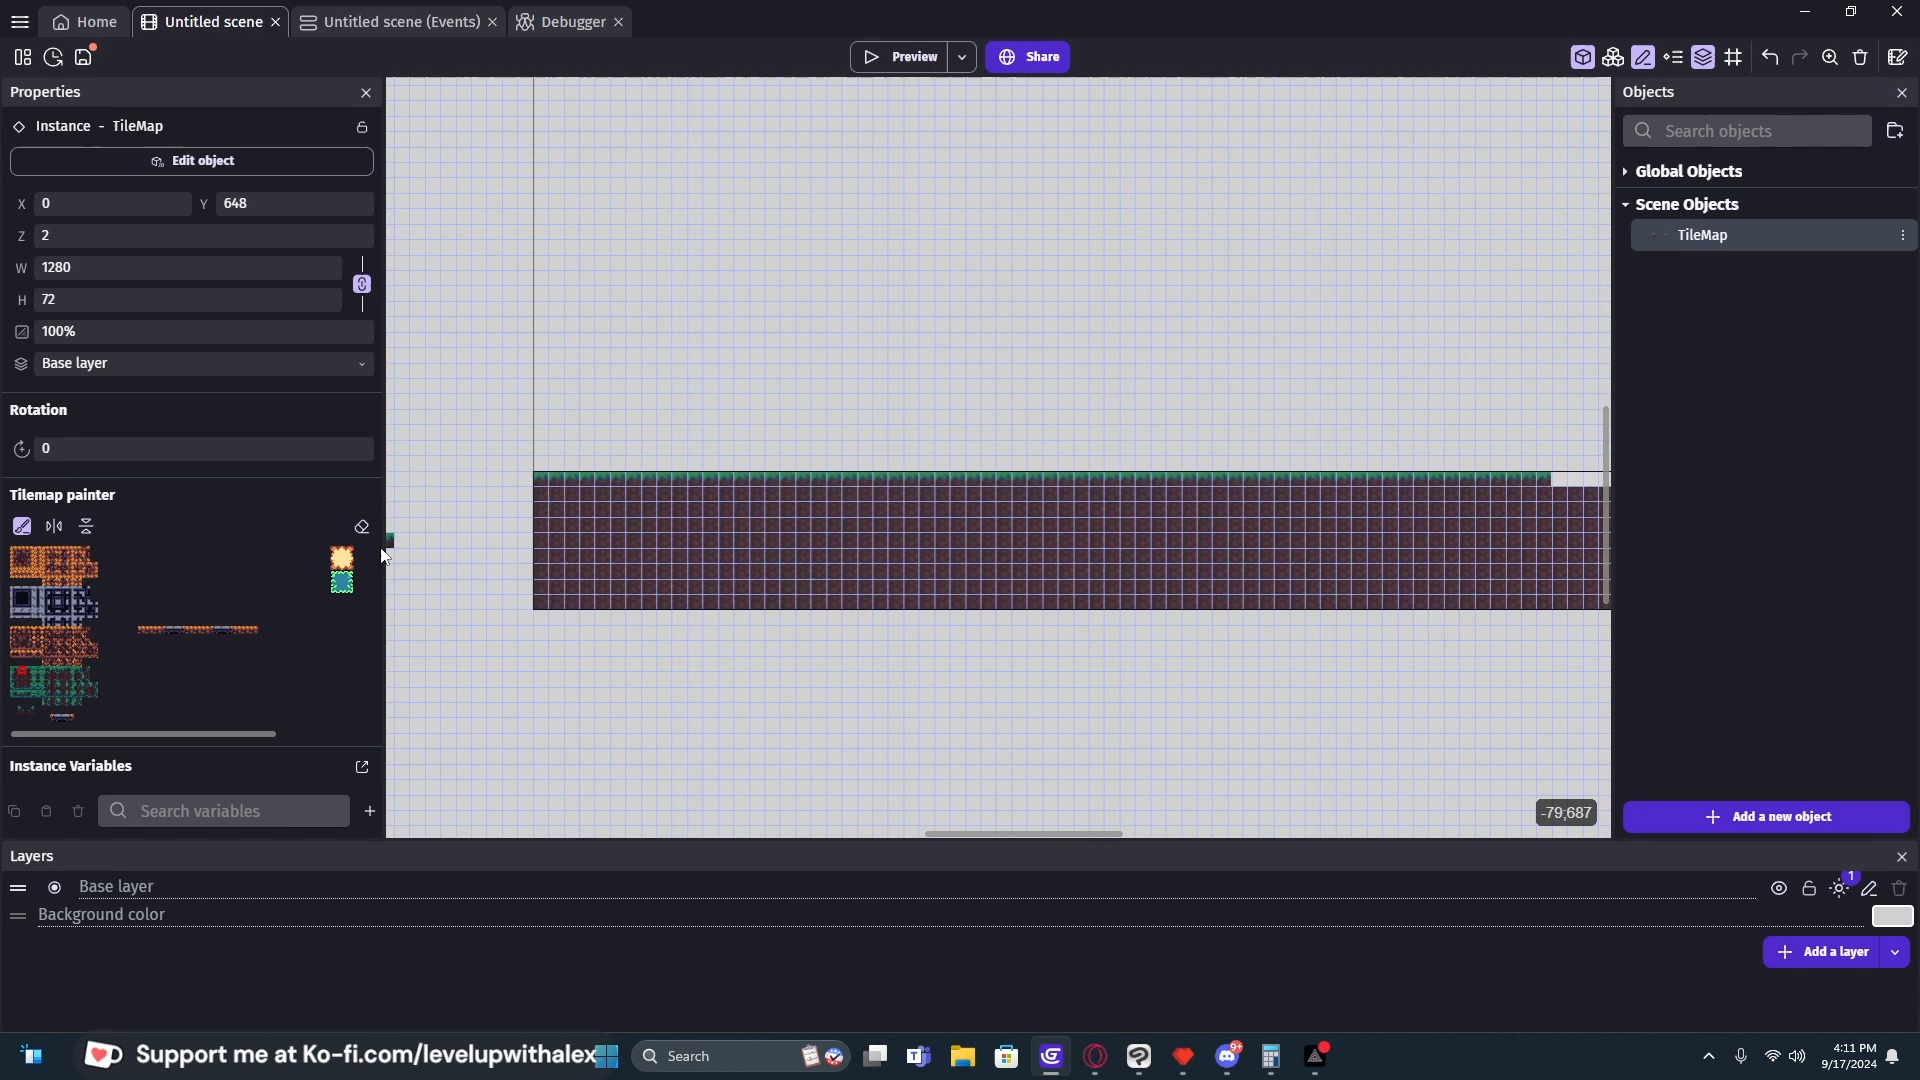 Home
Untitled scene
Untitled scene (Events)
Debugger
Preview
Share
Properties
Instance - TileMap
Edit object
X 0 Y 648
Z 2
W 1280
H 72
100%
Base layer
Rotation
0
Tilemap painter
Instance Variables
Search variables
Objects
Search objects
Global Objects
Scene Objects
TileMap
-79;687
Add a new object
Layers
Base layer
1
Background color
Add a layer
Support me at Ko-fi.com/levelupwithalex
Search
9+
4:11 PM
9/17/2024